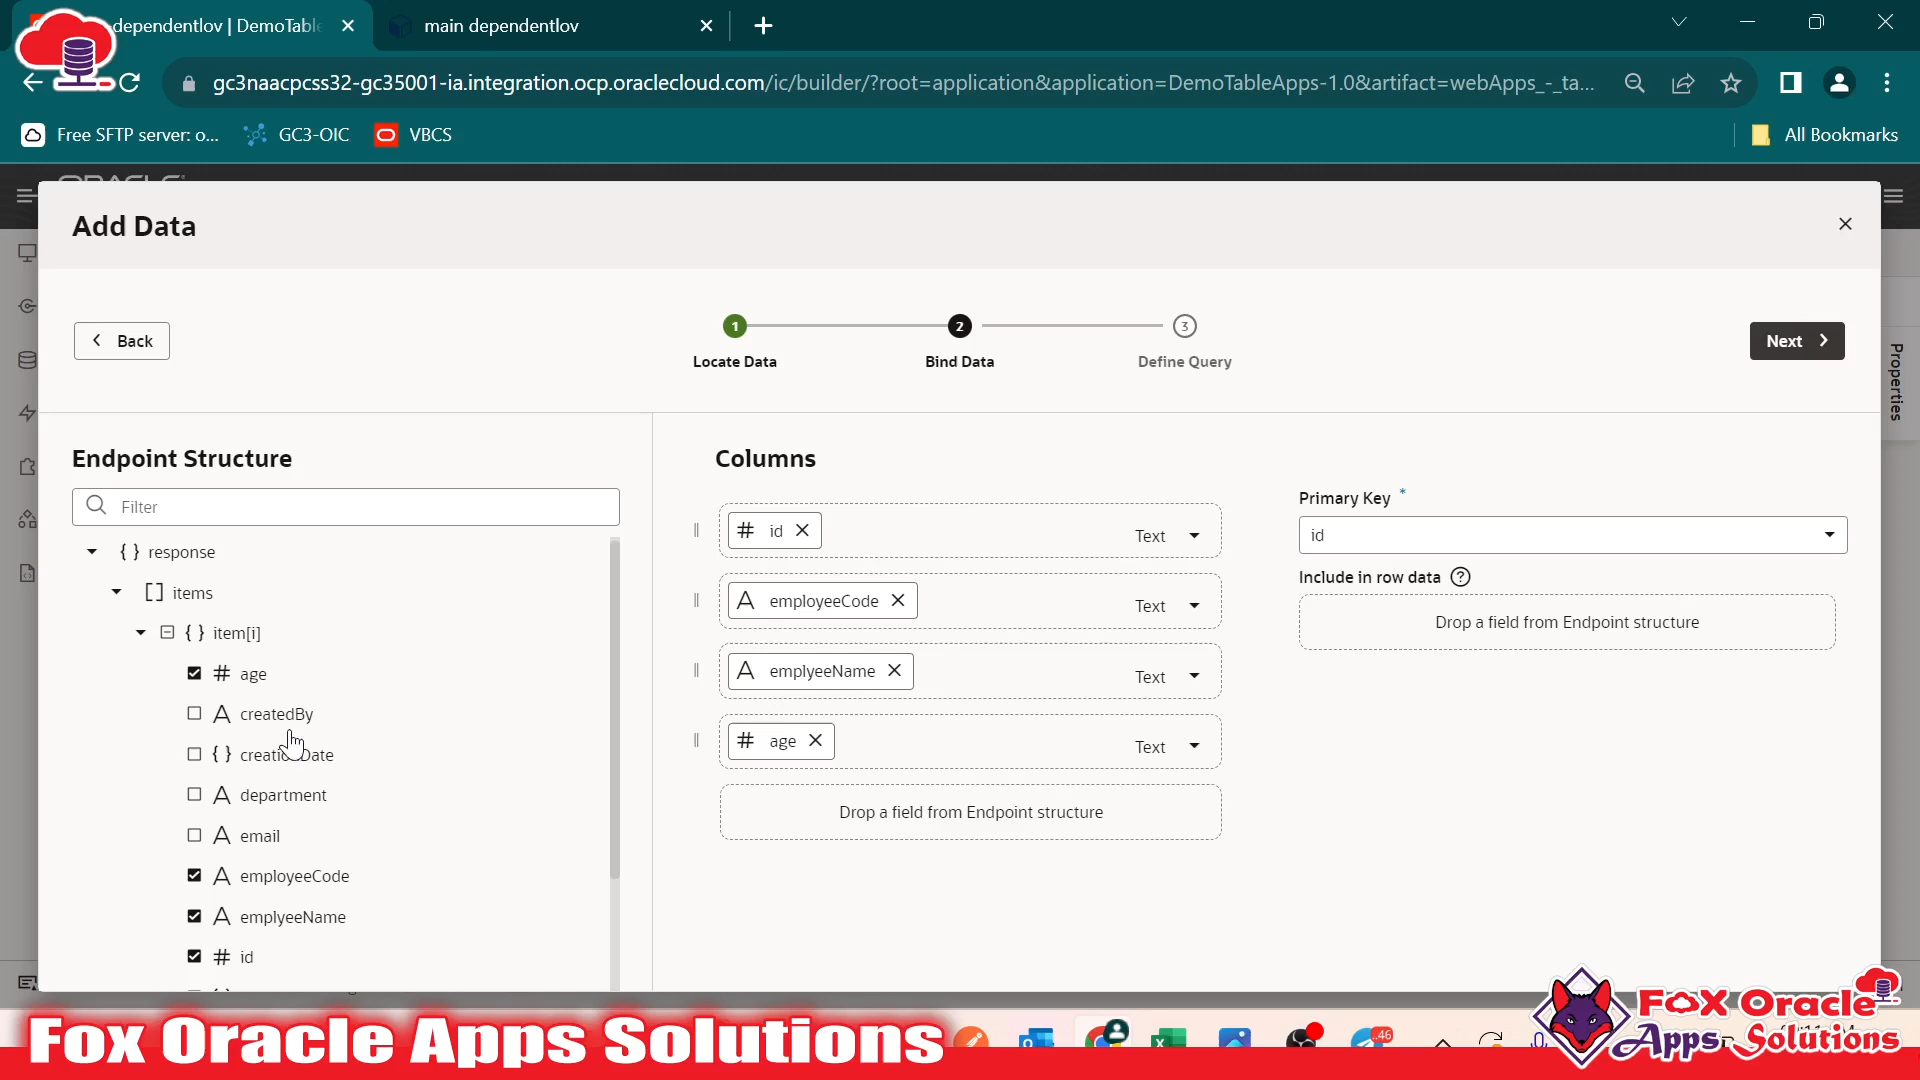 dependentlov | DemoTable
main dependentlov
gc3naacpcss32-gc35001-ia.integration.ocp.oraclecloud.com/ic/builder/?root=application&application=DemoTableApps-1.0&artifact=webApps_-_ta...
Free SFTP server: o...
GC3-OIC
VBCS
All Bookmarks
ORACLE
Add Data
Back
1
2
3
Locate Data
Bind Data
Define Query
Next
Properties
Endpoint Structure
Filter
{ } response
[ ] items
{ } item[i]
# age
A createdBy
{ } creationDate
A department
A email
A employeeCode
A emplyeeName
# id
Columns
# id
Text
A employeeCode
Text
A emplyeeName
Text
# age
Text
Drop a field from Endpoint structure
Primary Key *
id
Include in row data ?
Drop a field from Endpoint structure
Fox Oracle Apps Solutions
46
Fox Oracle
Apps Solutions